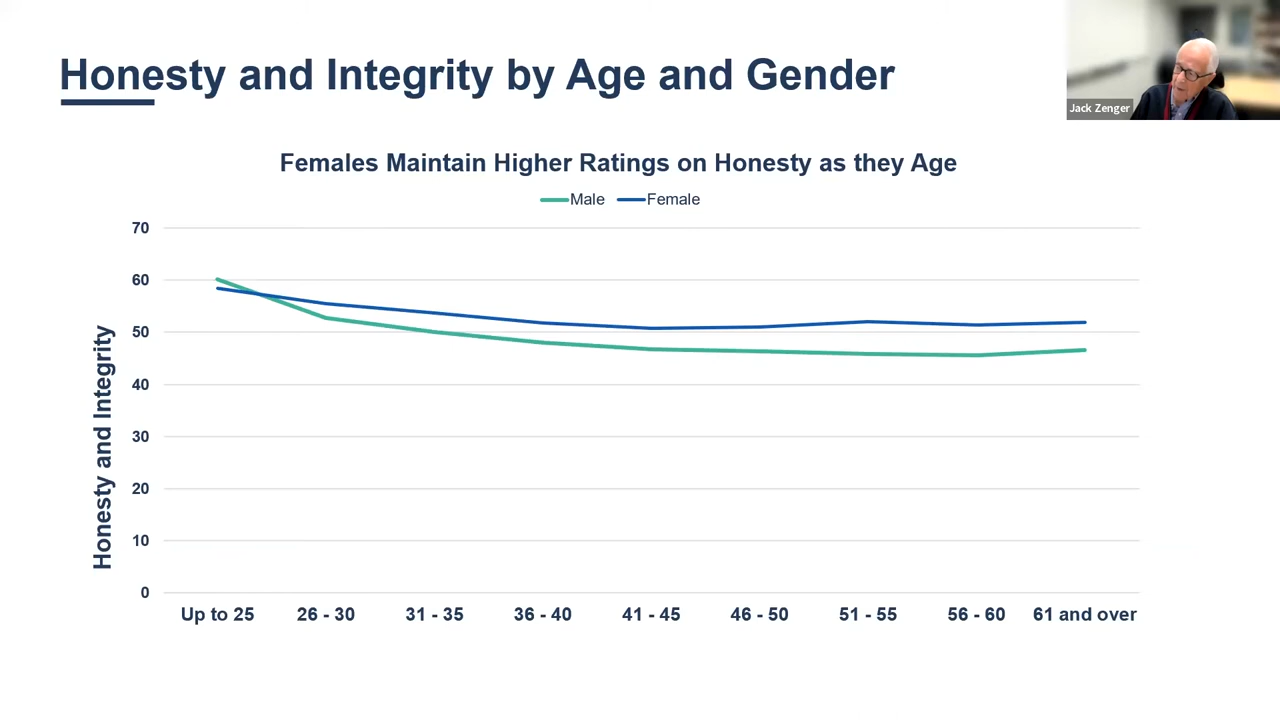 Honesty and Integrity by Age and Gender
Jack Zenger
Females Maintain Higher Ratings on Honesty as they Age
Male Female
Honesty and Integrity
70
60
50
40
30
20
10
0
Up to 25 26 - 30 31 - 35 36 - 40 41 - 45 46 - 50 51 - 55 56 - 60 61 and over